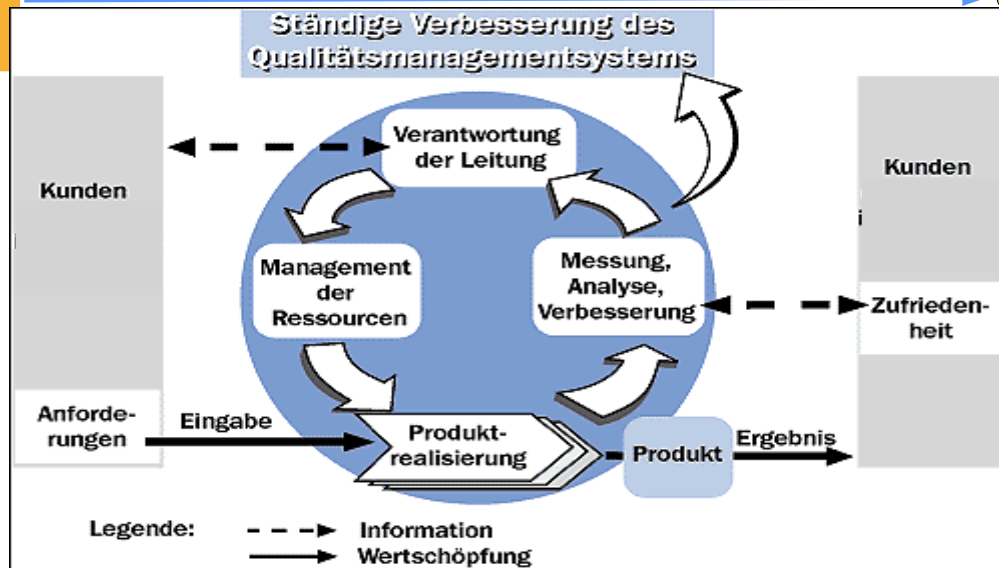 Ständige Verbesserung des
Qualitätsmanagementsystems
Verantwortung
der Leitung
Kunden
Kunden
Management
der
Ressourcen
Messung,
Analyse,
Verbesserung
Zufrieden-
heit
Anforde-
rungen
Eingabe
Produkt-
realisierung
Produkt
Ergebnis
Legende:
Information
Wertschöpfung